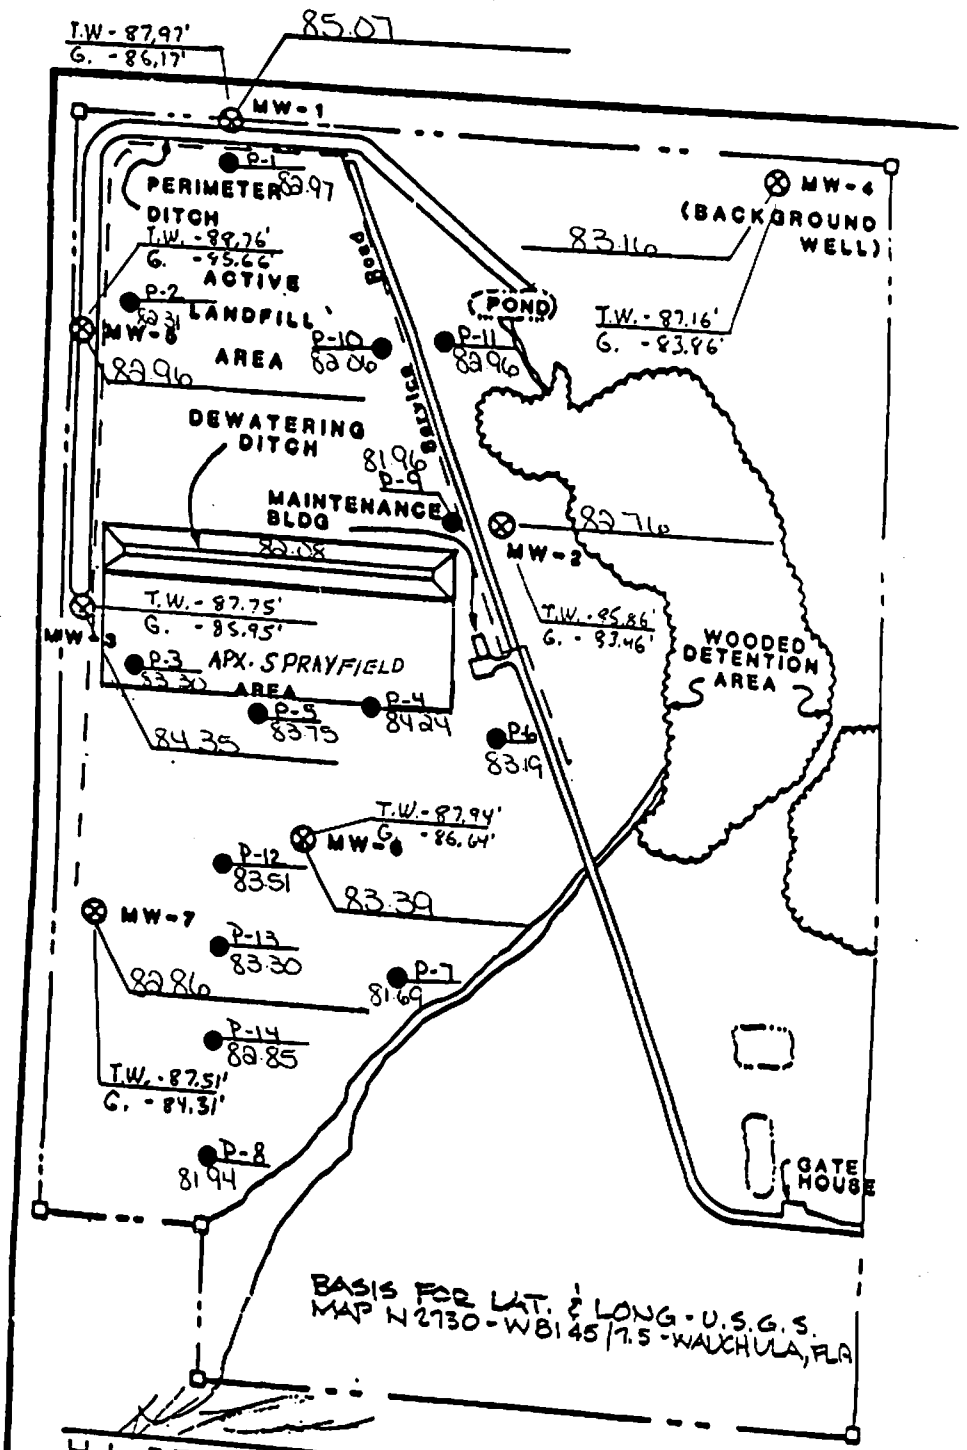 T.W - 87.97'
G. - 86.17'
85.07
MW-1
P-1
82.97
MW-4
(BACKGROUND
WELL)
83.16
T.W. - 87.16'
G. - 83.86'
PERIMETER
DITCH
T.W. - 88.76'
G. - 85.66'
ACTIVE
LANDFILL
AREA
P-2
82.31
MW-5
82.96
Road
Service
(POND)
P-10
82.06
P-11
82.96
DEWATERING
DITCH
81.96
P-9
MAINTENANCE
BLDG
82.08
82.76
MW-2
T.W. - 85.86'
G. - 83.46'
T.W. - 87.75'
G. - 85.95'
MW-3
P-3
83.30
APX. SPRAYFIELD
AREA
P-4
84.24
P-5
83.75
84.35
P-6
83.19
WOODED
DETENTION
AREA
T.W. - 87.94'
G. - 86.64'
MW-6
83.39
P-12
83.51
MW-7
P-13
83.30
82.86
P-7
81.69
P-14
82.85
T.W. - 87.51'
G. - 84.31'
P-8
81.94
GATE
HOUSE
BASIS FOR LAT. & LONG - U.S.G.S.
MAP N2730-W8145/7.5-WAUCHULA, FLA